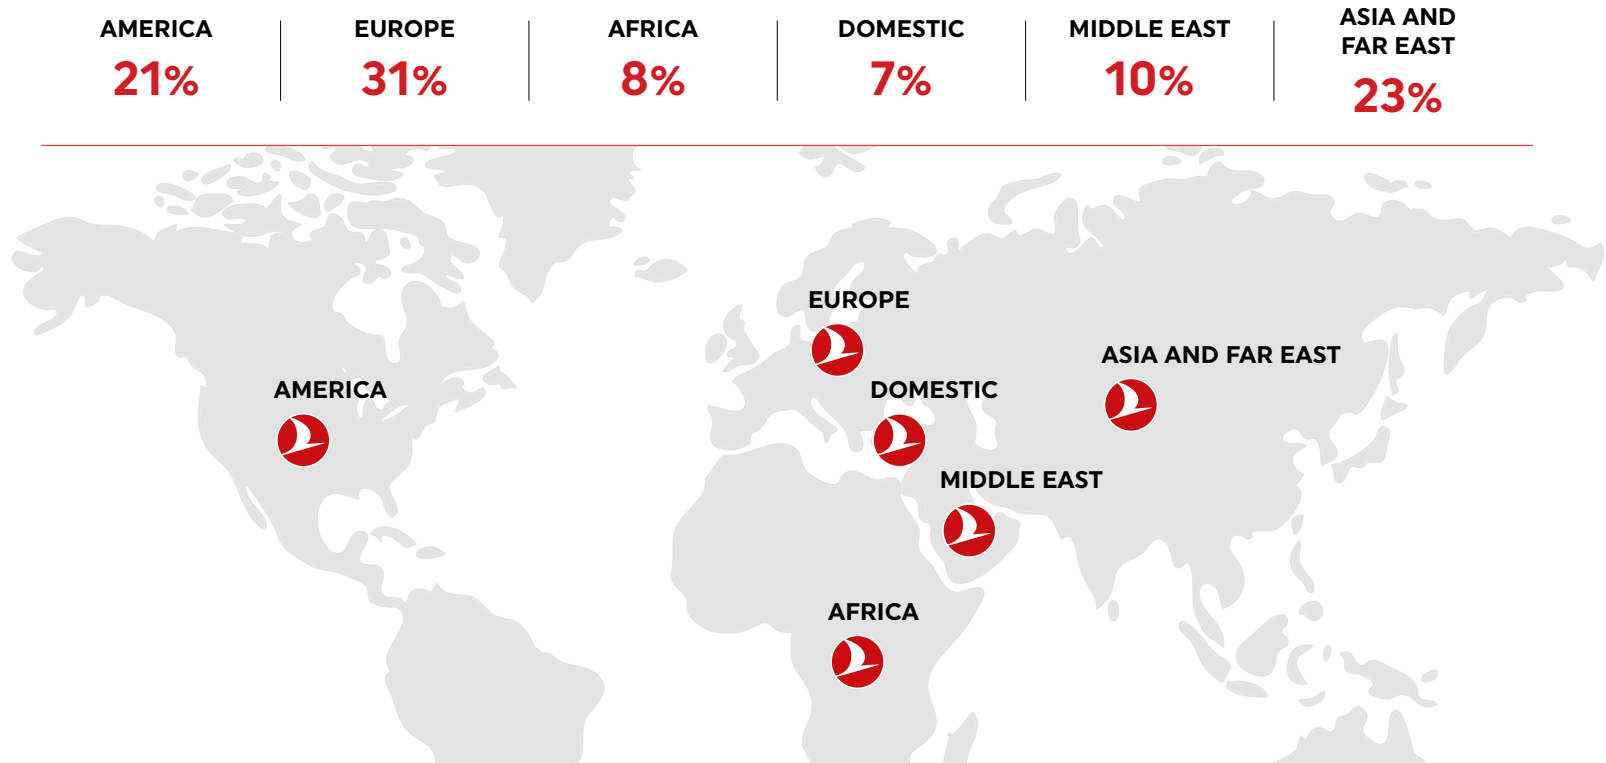 AMERICA
21%
EUROPE
31%
AFRICA
8%
DOMESTIC
7%
MIDDLE EAST
10%
ASIA AND
FAR EAST
23%
EUROPE
ASIA AND FAR EAST
AMERICA
DOMESTIC
MIDDLE EAST
AFRICA